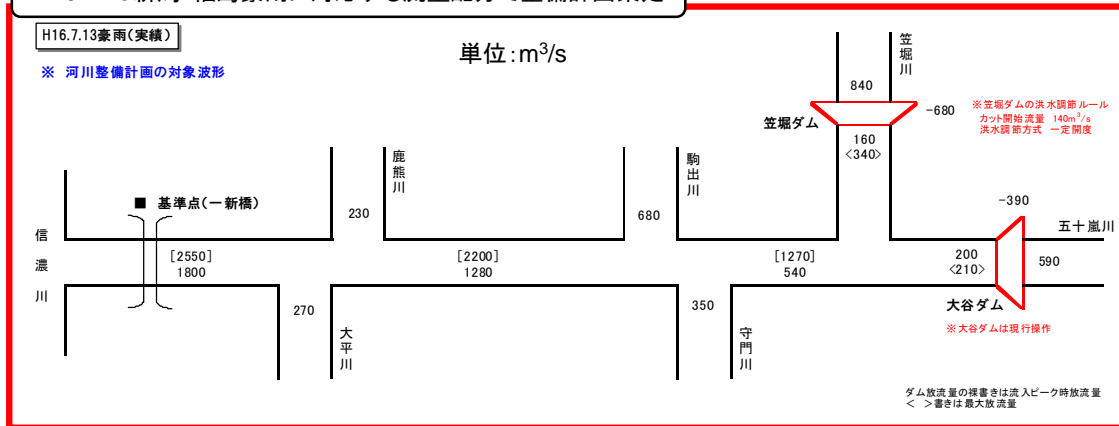 H16.7.13豪雨(実績)
単位:m³/s
※ 河川整備計画の対象波形
笠堀川
840
笠堀ダム
-680
※笠堀ダムの洪水調節ルール
カット開始流量 140m³/s
洪水調節方式 一定開度
160
<340>
鹿熊川
駒出川
■ 基準点(一新橋)
230
680
-390
五十嵐川
信濃川
[2550]
1800
[2200]
1280
[1270]
540
200
<210>
590
270
大平川
350
守門川
大谷ダム
※大谷ダムは現行操作
ダム放流量の裸書きは流入ピーク時放流量
< >書きは最大放流量